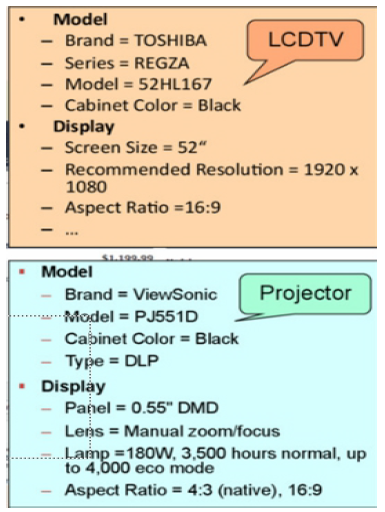 • Model
– Brand = TOSHIBA
LCDTV
– Series = REGZA
– Model = 52HL167
– Cabinet Color = Black
• Display
– Screen Size = 52“
– Recommended Resolution = 1920 x
1080
– Aspect Ratio =16:9
– ...
$1,199.99
▪ Model
– Brand = ViewSonic
Projector
– Model = PJ551D
– Cabinet Color = Black
– Type = DLP
▪ Display
– Panel = 0.55" DMD
– Lens = Manual zoom/focus
– Lamp =180W, 3,500 hours normal, up
to 4,000 eco mode
– Aspect Ratio = 4:3 (native), 16:9